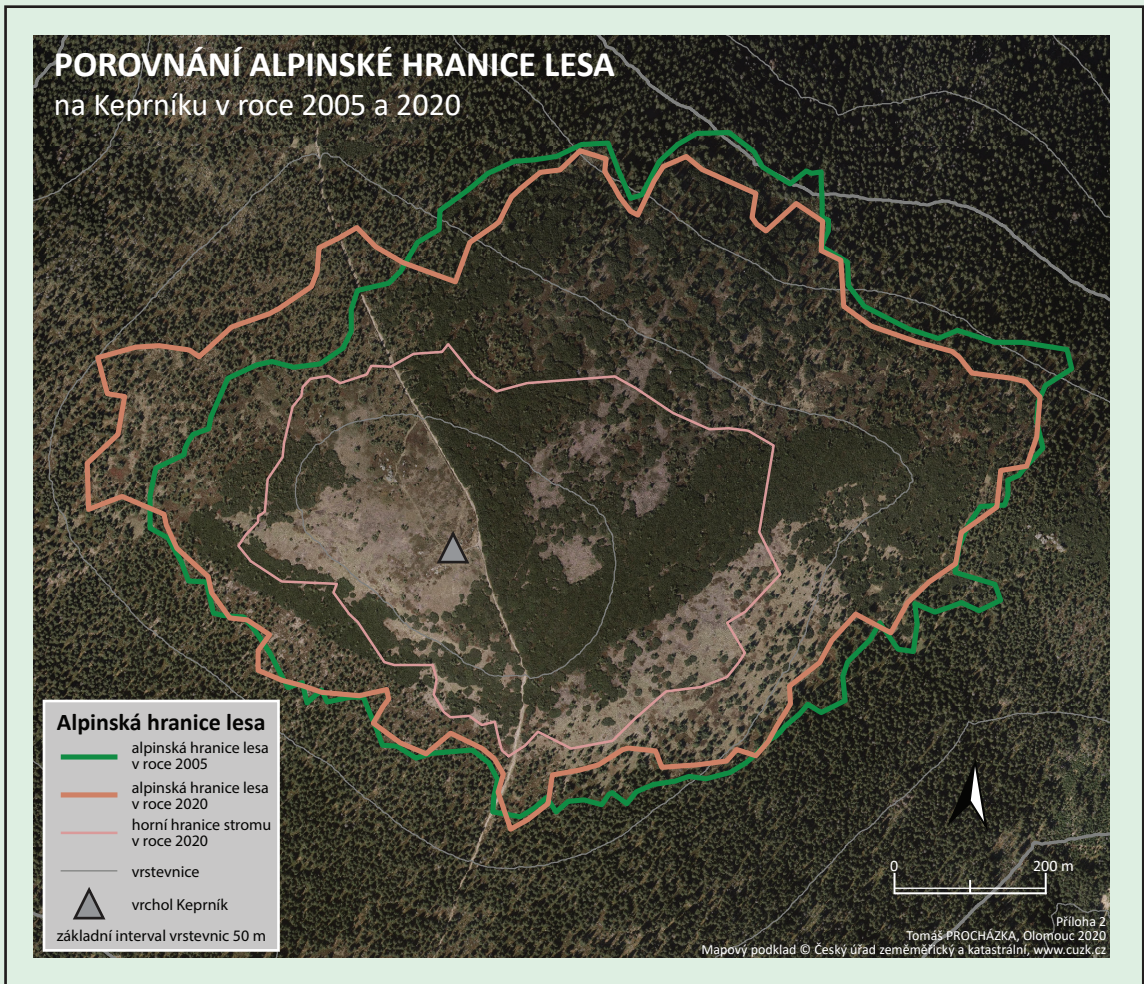 POROVNÁNÍ ALPINSKÉ HRANICE LESA
na Keprníku v roce 2005 a 2020
Alpinská hranice lesa
alpinská hranice lesa
v roce 2005
alpinská hranice lesa
v roce 2020
horní hranice stromu
v roce 2020
vrstevnice
vrchol Keprník
základní interval vrstevnic 50 m
0 200 m
Příloha 2
Tomáš PROCHÁZKA, Olomouc 2020
Mapový podklad © Český úřad zeměměřický a katastrální, www.cuzk.cz